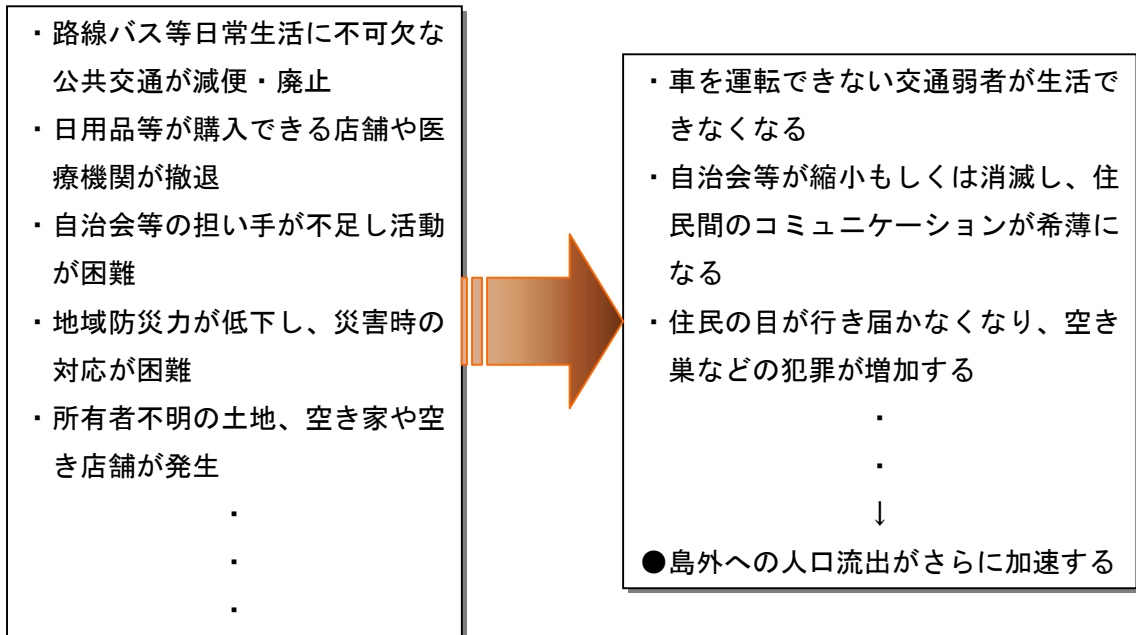 ・路線バス等日常生活に不可欠な
公共交通が減便・廃止
・日用品等が購入できる店舗や医
療機関が撤退
・自治会等の担い手が不足し活動
が困難
・地域防災力が低下し、災害時の
対応が困難
・所有者不明の土地、空き家や空
き店舗が発生
・
・
・
・車を運転できない交通弱者が生活で
きなくなる
・自治会等が縮小もしくは消滅し、住
民間のコミュニケーションが希薄に
なる
・住民の目が行き届かなくなり、空き
巣などの犯罪が増加する
・
・
↓
●島外への人口流出がさらに加速する